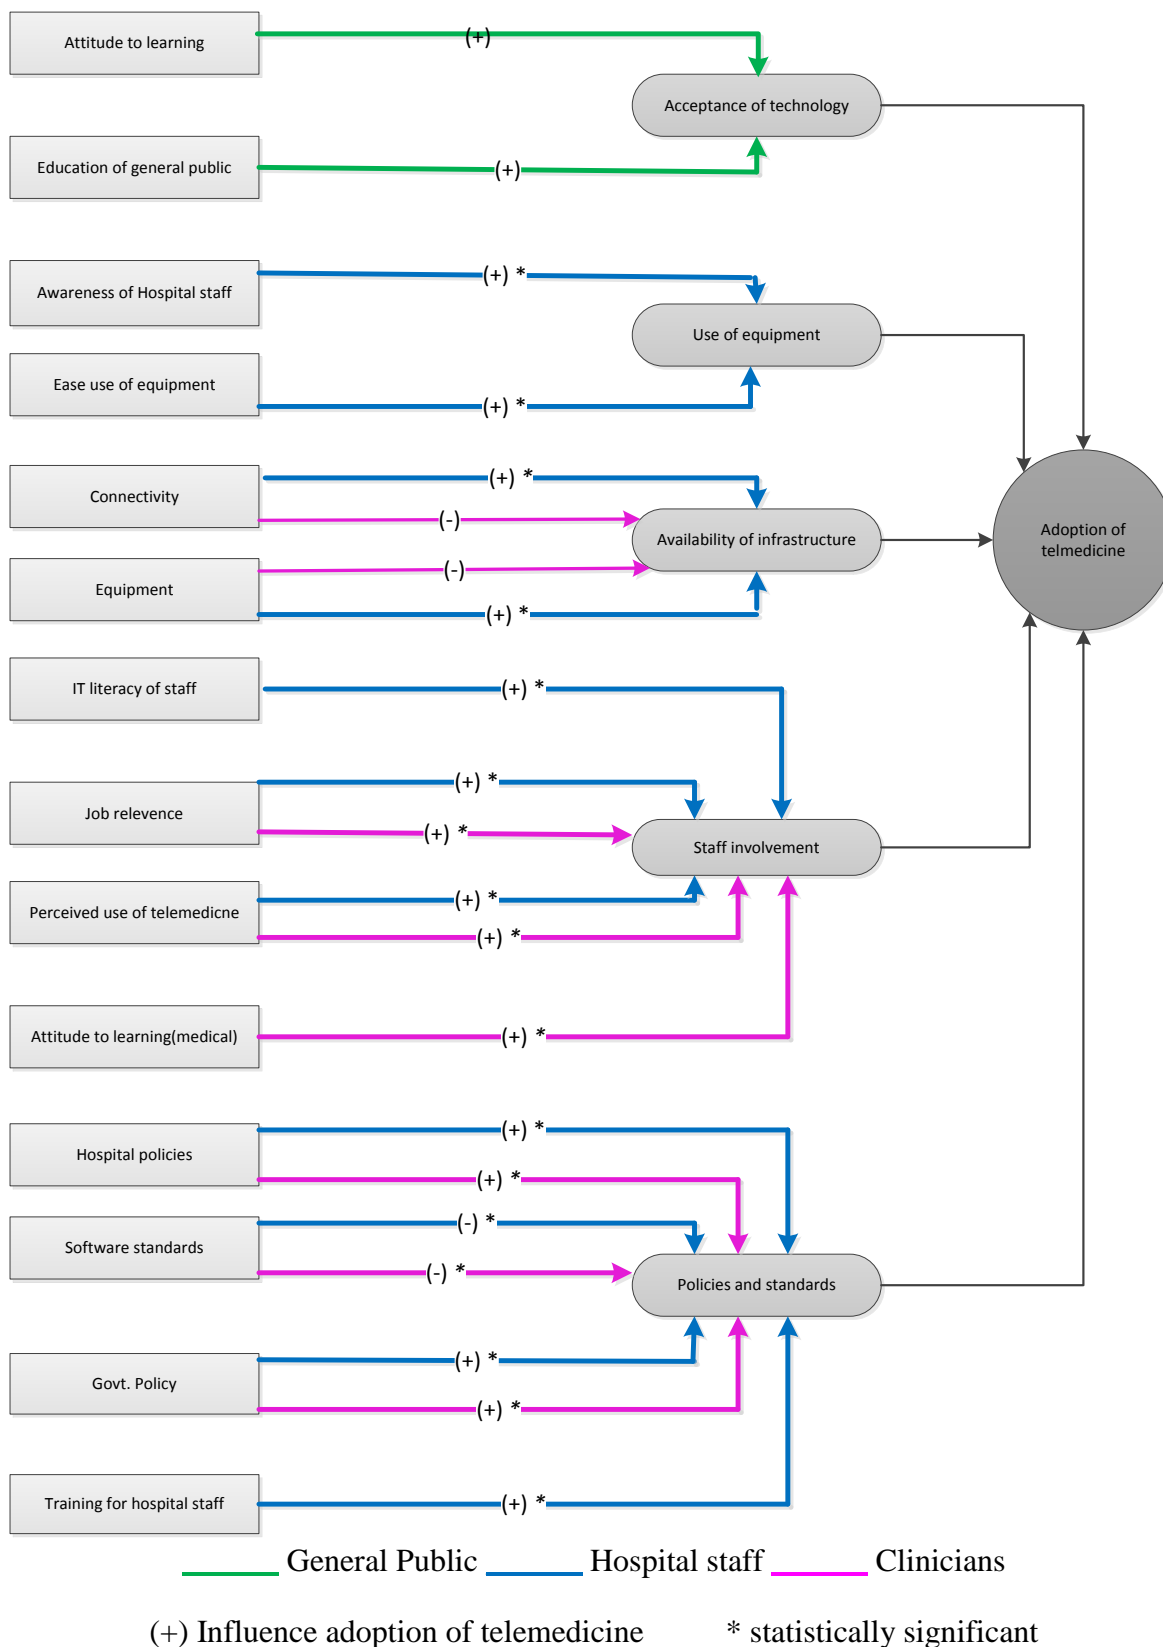 Attitude to learning
(+)
Acceptance of technology
Education of general public
(+)
Awareness of Hospital staff
(+) *
Use of equipment
Ease use of equipment
(+) *
Connectivity
(+) *
(-)
Availability of infrastructure
Adoption of
telmedicine
Equipment
(-)
(+) *
IT literacy of staff
(+) *
Job relevence
(+) *
(+) *
Staff involvement
Perceived use of telemedicne
(+) *
(+) *
Attitude to learning(medical)
(+) *
Hospital policies
(+) *
(+) *
Software standards
(-) *
(-) *
Policies and standards
Govt. Policy
(+) *
(+) *
Training for hospital staff
(+) *
General Public Hospital staff Clinicians
(+) Influence adoption of telemedicine * statistically significant